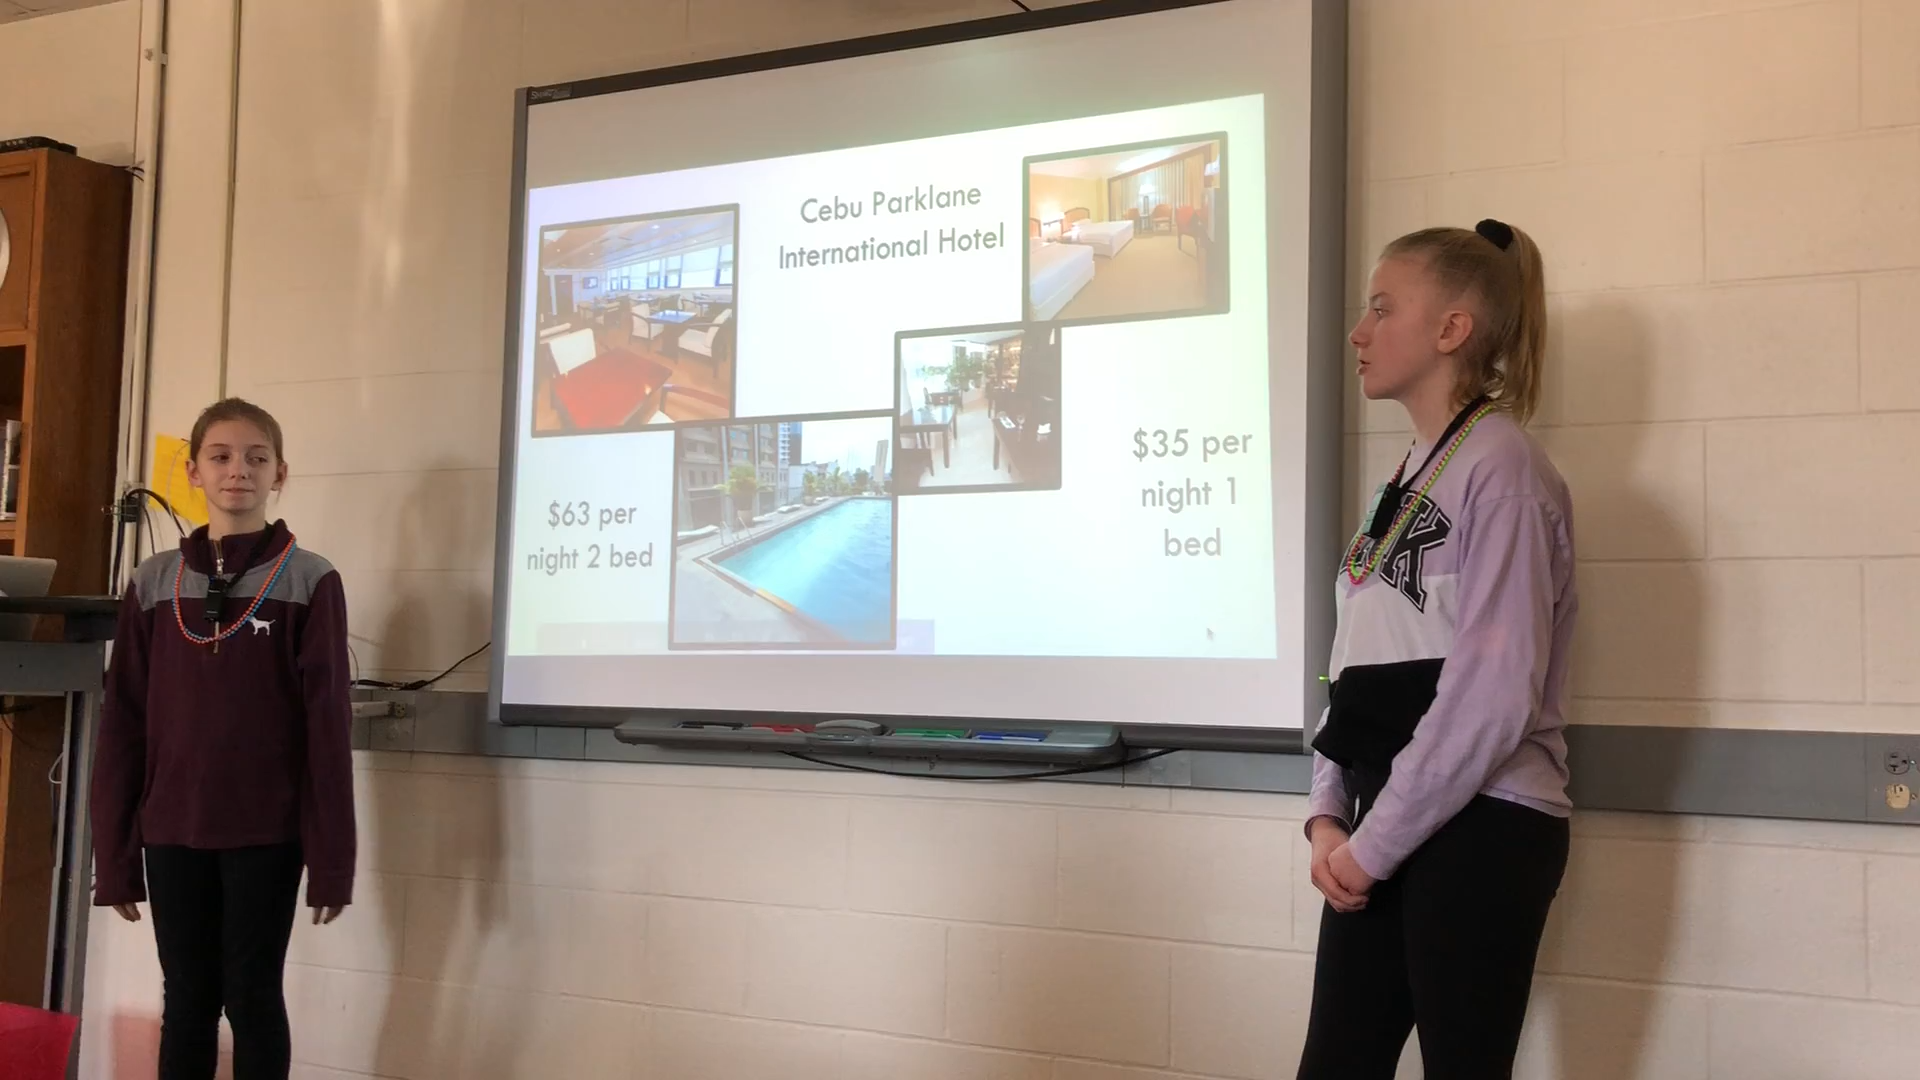 Cebu Parklane
International Hotel
$63 per
night 2 bed
$35 per
night 1
bed